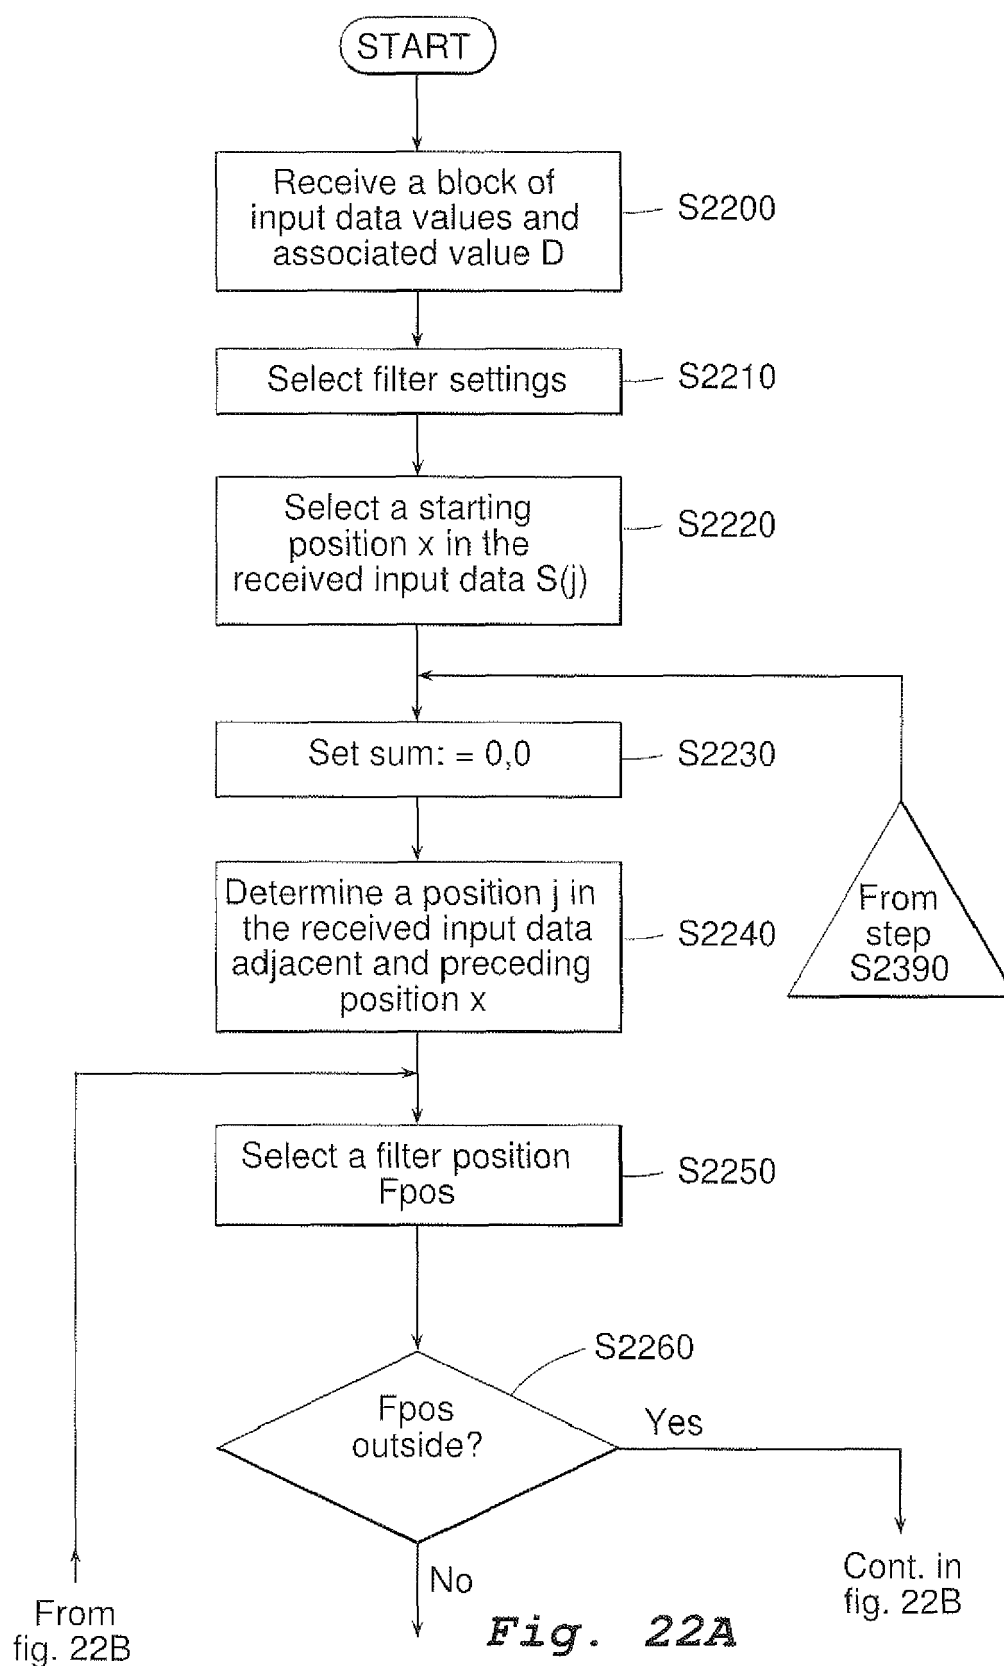 START
Receive a block of
input data values and
associated value D
S2200
Select filter settings
S2210
Select a starting
position x in the
received input data S(j)
S2220
Set sum: = 0,0
S2230
Determine a position j in
the received input data
adjacent and preceding
position x
S2240
From
step
S2390
Select a filter position
Fpos
S2250
Fpos
outside?
S2260
Yes
No
Cont. in
fig. 22B
From
fig. 22B
Fig. 22A